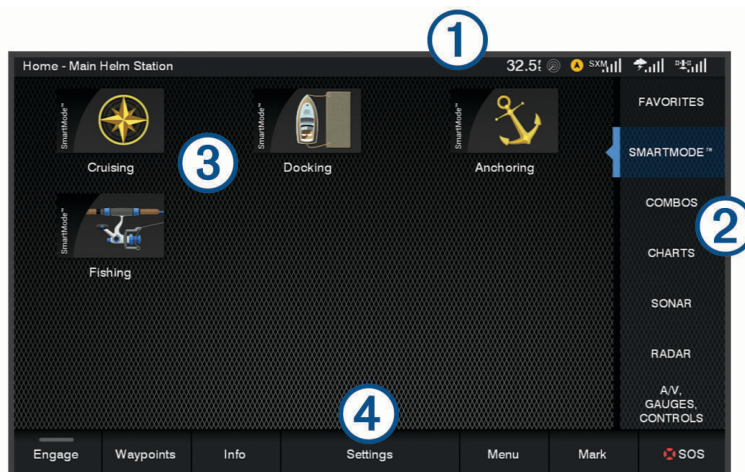 1
Home - Main Helm Station
32.5 ft
SXM
FAVORITES
SmartMode™
SmartMode™
SmartMode™
SMARTMODE™
Cruising
3
Docking
Anchoring
COMBOS
2
SmartMode™
CHARTS
Fishing
SONAR
RADAR
A/V,
GAUGES,
CONTROLS
4
Engage
Waypoints
Info
Settings
Menu
Mark
SOS